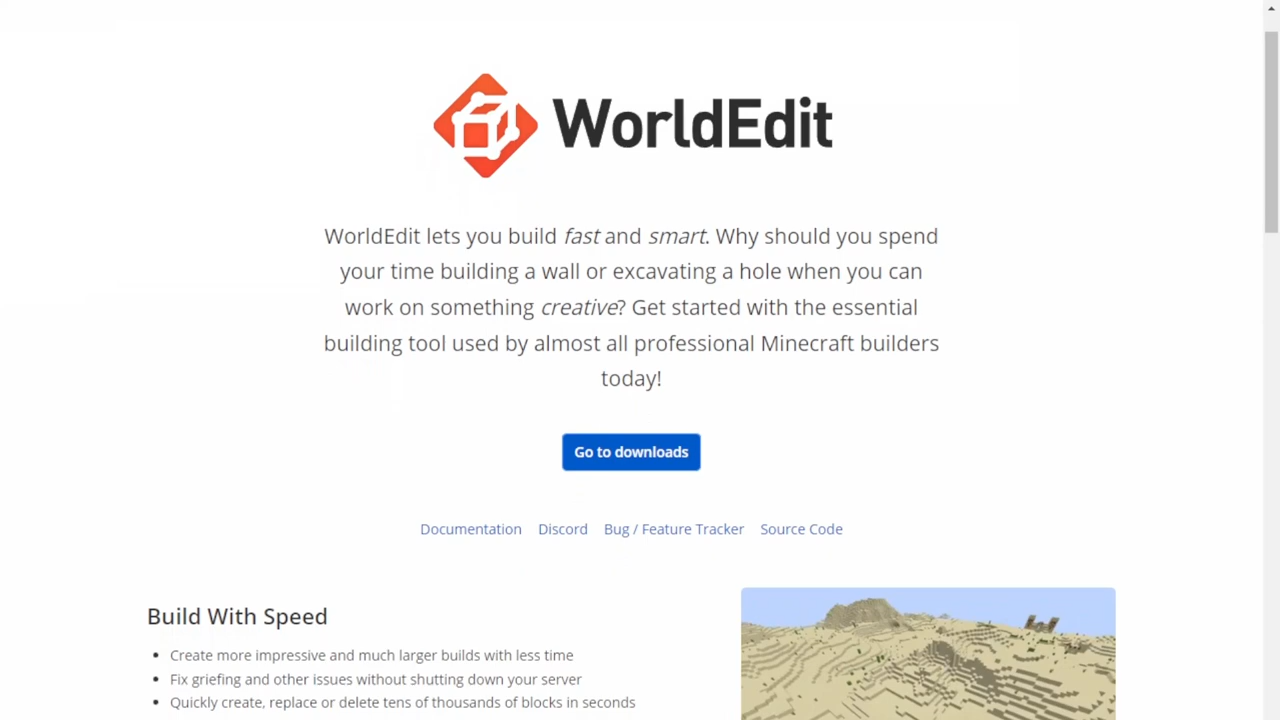 WorldEdit
WorldEdit lets you build fast and smart. Why should you spend
your time building a wall or excavating a hole when you can
work on something creative? Get started with the essential
building tool used by almost all professional Minecraft builders
today!
Go to downloads
Documentation Discord Bug / Feature Tracker Source Code
Build With Speed
• Create more impressive and much larger builds with less time
• Fix griefing and other issues without shutting down your server
• Quickly create, replace or delete tens of thousands of blocks in seconds